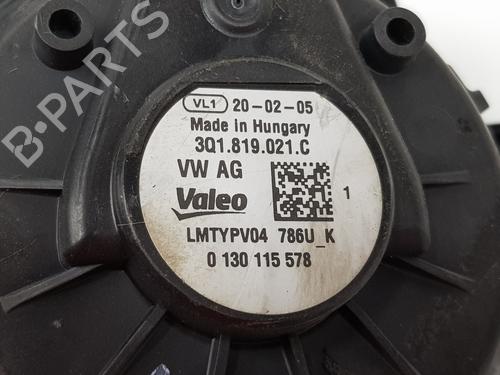 VL1 20-02-05
Made in Hungary
3Q1.819.021.C
VW AG
Valeo
1
LMTYPV04 786U_K
0 130 115 578
B-PARTS